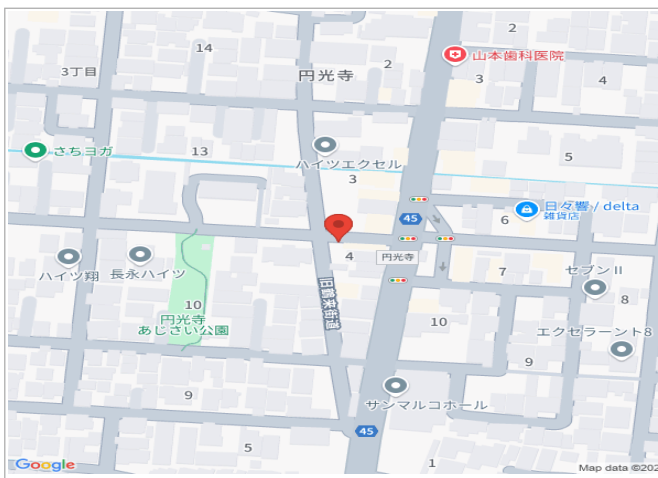 2
14
円光寺
2
山本歯科医院
3丁目
3
4
さちヨガ
13
ハイツエクセル
5
3
45
6
日々響 / delta
雑貨店
4
円光寺
7
ハイツ翔
長永ハイツ
セブンⅡ
旧鶴来街道
10
8
円光寺
あじさい公園
10
エクセラーント8
9
9
サンマルコホール
45
5
1
Google
Map data ©202